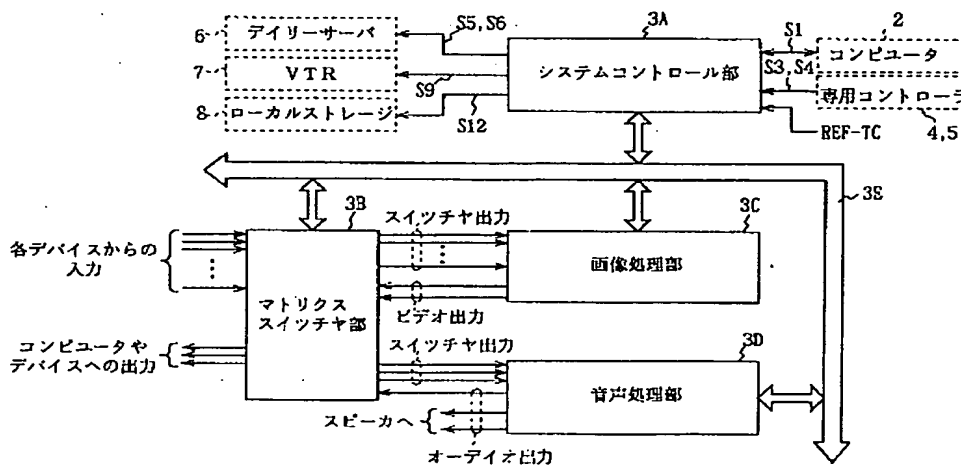 3A
6
デイリーサーバ
S5,S6
S1
2
コンピュータ
7
VTR
システムコントロール部
S3,S4
S9
専用コントローラ
8
ローカルストレージ
S12
4,5
REF-TC
3B
3E
スイッチヤ出力
3C
各デバイスからの
入力
画像処理部
マトリクス
スイッチヤ部
ビデオ出力
コンピュータや
デバイスへの出力
スイッチヤ出力
3D
音声処理部
スピーカへ
オーデイオ出力